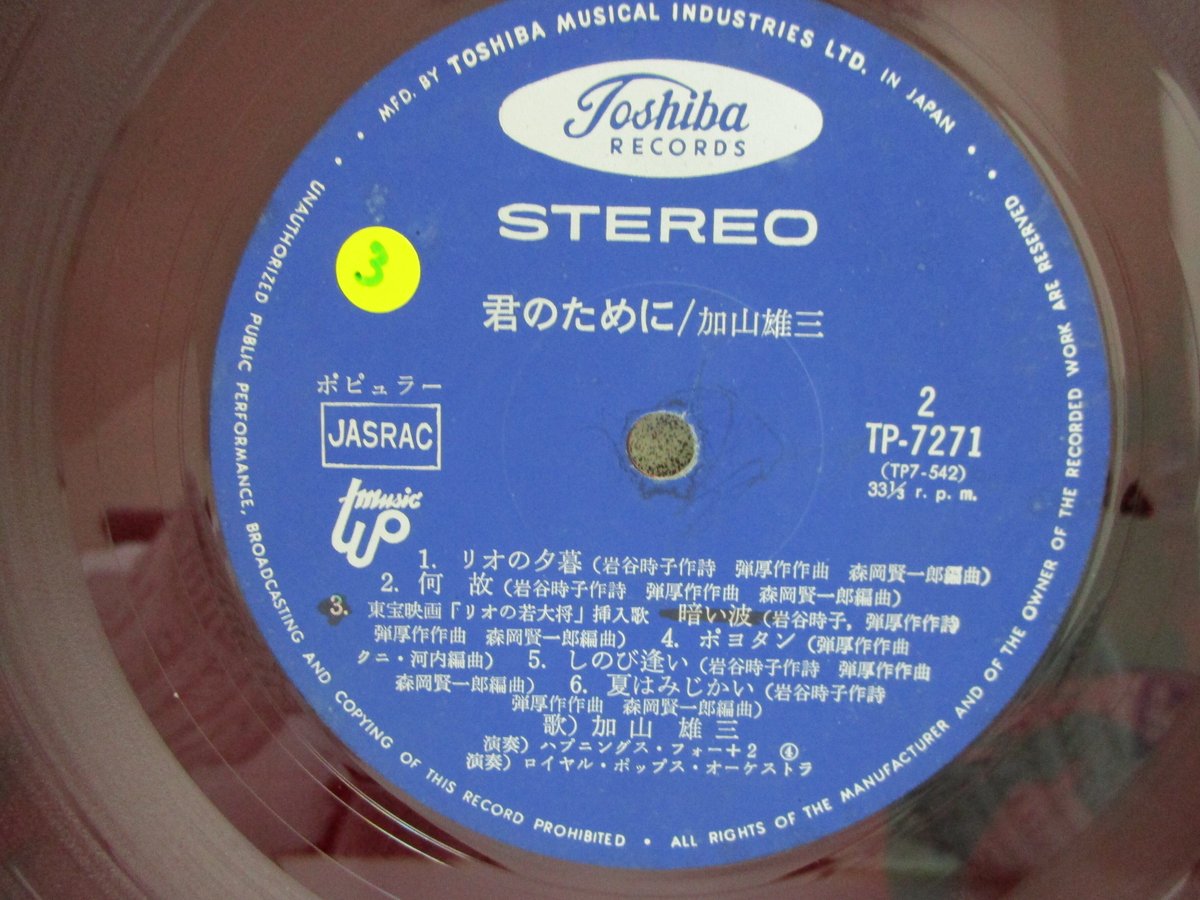 MFD. BY TOSHIBA MUSICAL INDUSTRIES LTD. IN JAPAN
Toshiba
RECORDS
STEREO
3
君のために/加山雄三
ポピュラー
JASRAC
2
TP-7271
(TP7-542)
33⅓ r. p. m.
music
up
1. リオの夕暮(岩谷時子作詩 弾厚作作曲 森岡賢一郎編曲)
2. 何 故(岩谷時子作詩 弾厚作作曲 森岡賢一郎編曲)
3. 東宝映画「リオの若大将」挿入歌 暗い波(岩谷時子, 弾厚作作詩
弾厚作作曲 森岡賢一郎編曲) 4. ポヨタン(弾厚作作曲
クニ・河内編曲) 5. しのび逢い(岩谷時子作詩 弾厚作作曲
森岡賢一郎編曲) 6. 夏はみじかい(岩谷時子作詩
弾厚作作曲 森岡賢一郎編曲)
歌) 加山 雄三
演奏) ハプニングス・フォー+2 ④
演奏) ロイヤル・ポップス・オーケストラ
UNAUTHORIZED PUBLIC PERFORMANCE, BROADCASTING AND COPYING OF THIS RECORD PROHIBITED • ALL RIGHTS OF THE MANUFACTURER AND OF THE OWNER OF THE RECORDED WORK ARE RESERVED